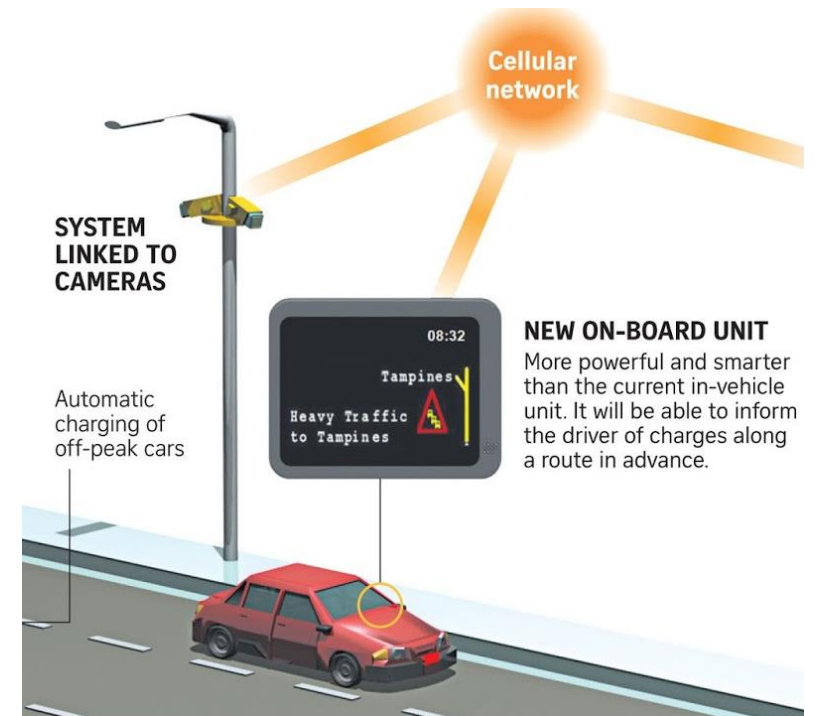 Cellular
network
SYSTEM
LINKED TO
CAMERAS
08:32
Tampines
Heavy Traffic
to Tampines
NEW ON-BOARD UNIT
More powerful and smarter
than the current in-vehicle
unit. It will be able to inform
the driver of charges along
a route in advance.
Automatic
charging of
off-peak cars